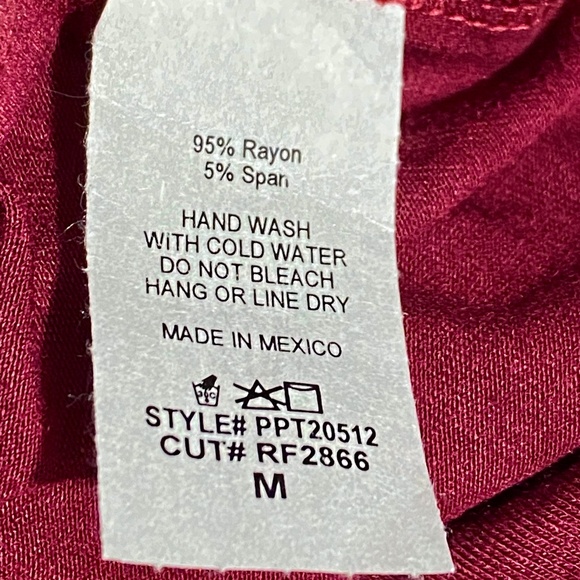 95% Rayon
5% Span
HAND WASH
WITH COLD WATER
DO NOT BLEACH
HANG OR LINE DRY
MADE IN MEXICO
30C
STYLE# PPT20512
CUT# RF2866
M